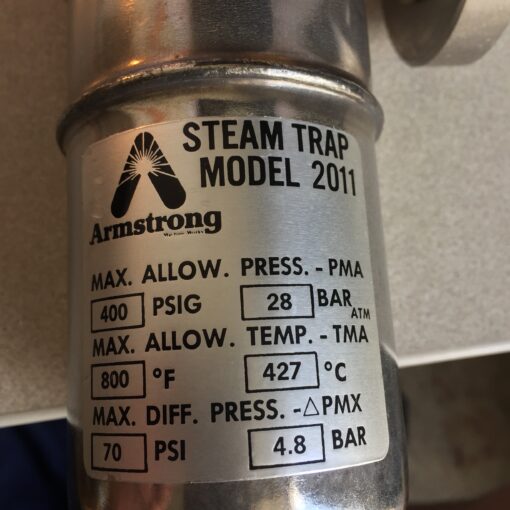 STEAM TRAP
MODEL 2011
Armstrong
MAX. ALLOW. PRESS. - PMA
400 PSIG 28 BAR ATM
MAX. ALLOW. TEMP. - TMA
800 °F 427 °C
MAX. DIFF. PRESS. -△PMX
70 PSI 4.8 BAR